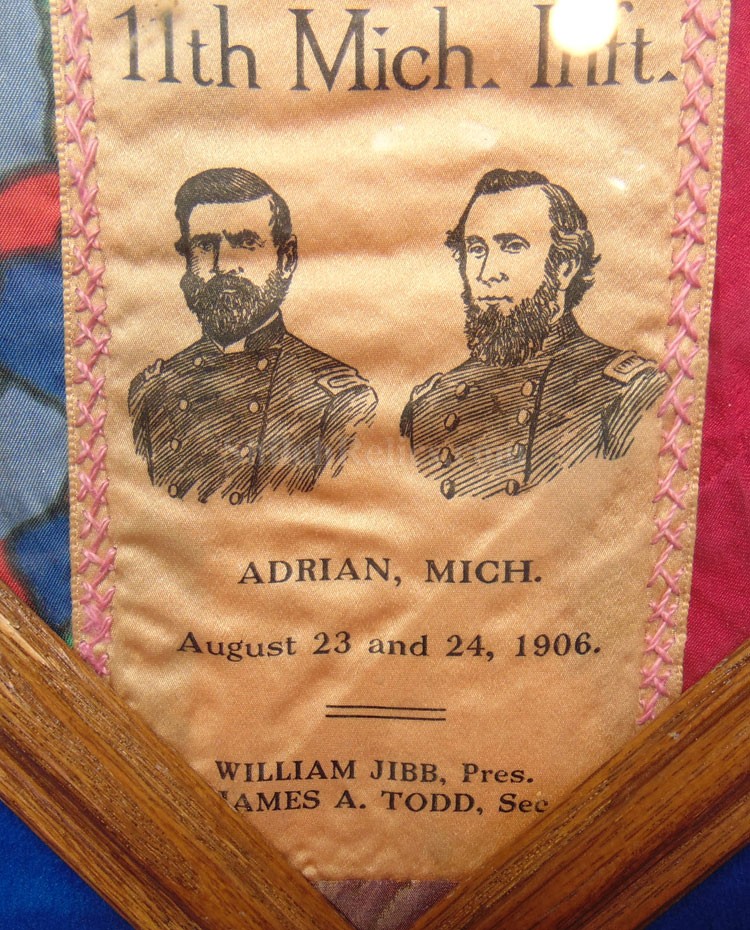 11th Mich. Inft.
ADRIAN, MICH.
August 23 and 24, 1906.
WILLIAM JIBB, Pres.
JAMES A. TODD, Sec